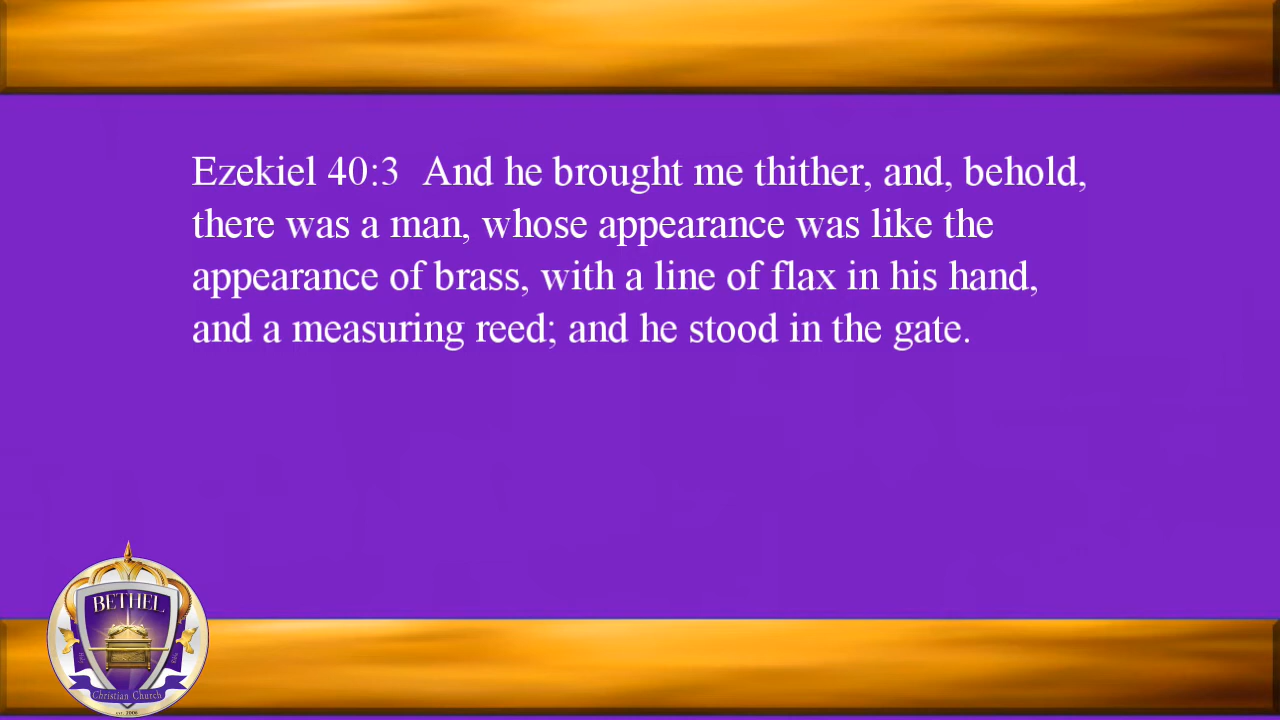 Ezekiel 40:3  And he brought me thither, and, behold,
there was a man, whose appearance was like the
appearance of brass, with a line of flax in his hand,
and a measuring reed; and he stood in the gate.
BETHEL
Christian Church
est. 2006